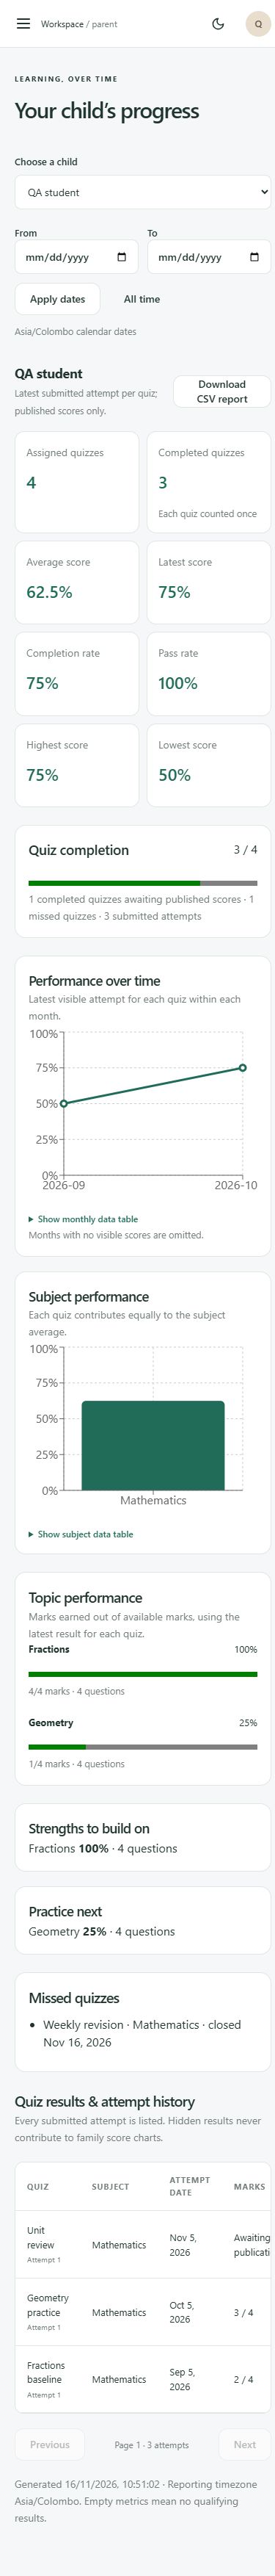 Workspace / parent
Q
LEARNING, OVER TIME
Your child's progress
Choose a child
QA student
From
To
mm/dd/yyyy
mm/dd/yyyy
Apply dates
All time
Asia/Colombo calendar dates
QA student
Latest submitted attempt per quiz;
published scores only.
Download
CSV report
Assigned quizzes
4
Completed quizzes
3
Each quiz counted once
Average score
62.5%
Latest score
75%
Completion rate
75%
Pass rate
100%
Highest score
75%
Lowest score
50%
Quiz completion
3 / 4
1 completed quizzes awaiting published scores · 1
missed quizzes · 3 submitted attempts
Performance over time
Latest visible attempt for each quiz within each
month.
100%
75%
50%
25%
0%
2026-09
2026-10
Show monthly data table
Months with no visible scores are omitted.
Subject performance
Each quiz contributes equally to the subject
average.
100%
75%
50%
25%
0%
Mathematics
Show subject data table
Topic performance
Marks earned out of available marks, using the
latest result for each quiz.
Fractions
100%
4/4 marks · 4 questions
Geometry
25%
1/4 marks · 4 questions
Strengths to build on
Fractions 100% · 4 questions
Practice next
Geometry 25% · 4 questions
Missed quizzes
• Weekly revision · Mathematics · closed
Nov 16, 2026
Quiz results & attempt history
Every submitted attempt is listed. Hidden results never
contribute to family score charts.
QUIZ
SUBJECT
ATTEMPT
DATE
MARKS
Unit
review
Attempt 1
Mathematics
Nov 5,
2026
Awaiting
publicati
Geometry
practice
Attempt 1
Mathematics
Oct 5,
2026
3 / 4
Fractions
baseline
Attempt 1
Mathematics
Sep 5,
2026
2 / 4
Previous
Page 1 · 3 attempts
Next
Generated 16/11/2026, 10:51:02 · Reporting timezone
Asia/Colombo. Empty metrics mean no qualifying
results.